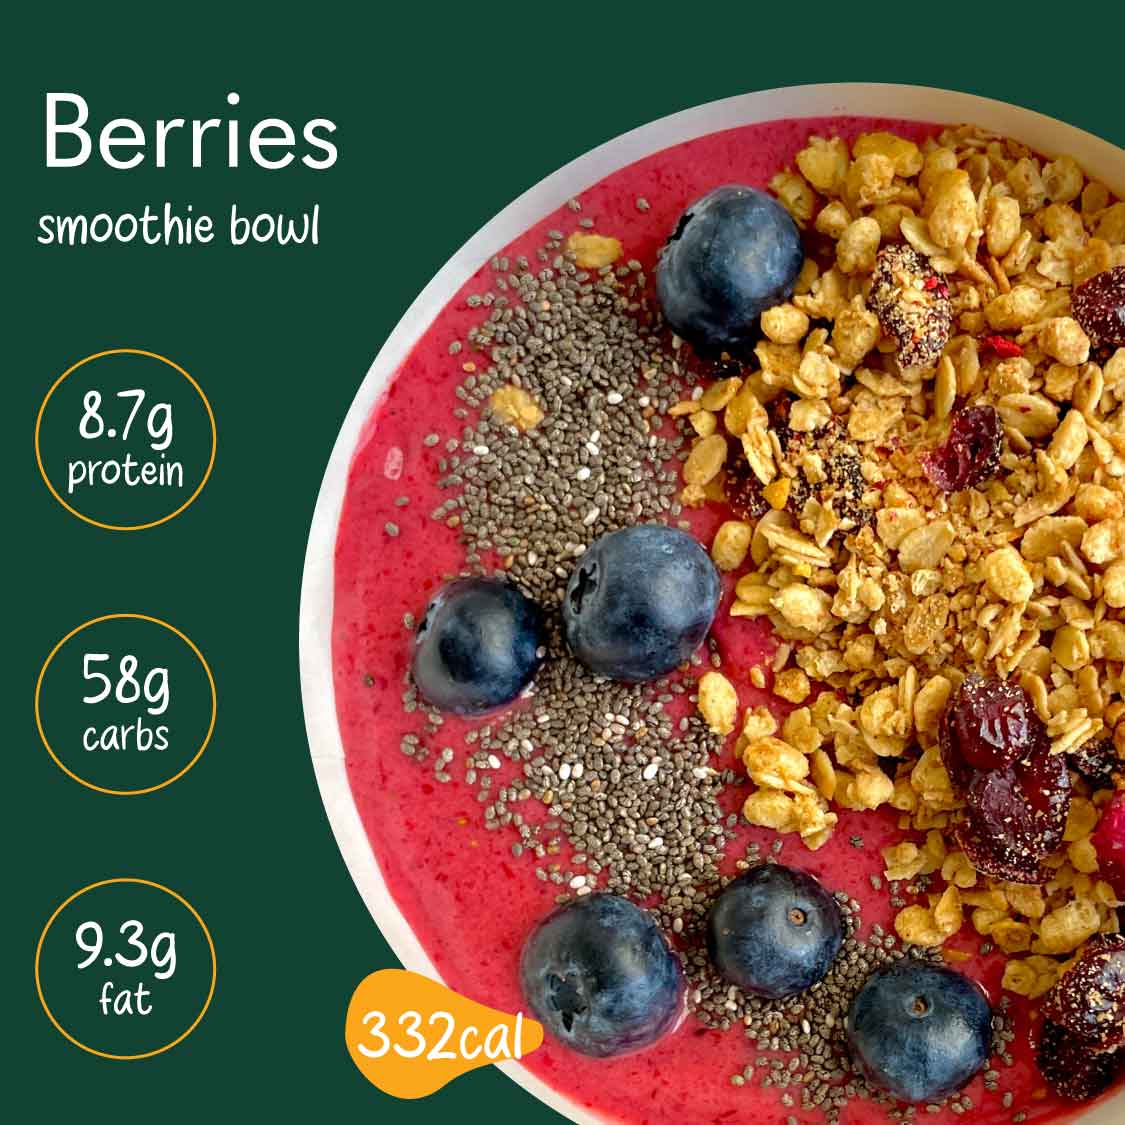 Berries
smoothie bowl
8.7g
protein
58g
carbs
9.3g
fat
332cal